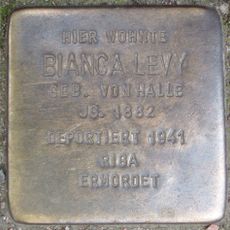 HIER WOHNTE
BIANCA LEVY
GEB. VON HALLE
JG. 1882
DEPORTIERT 1941
RIGA
ERMORDET